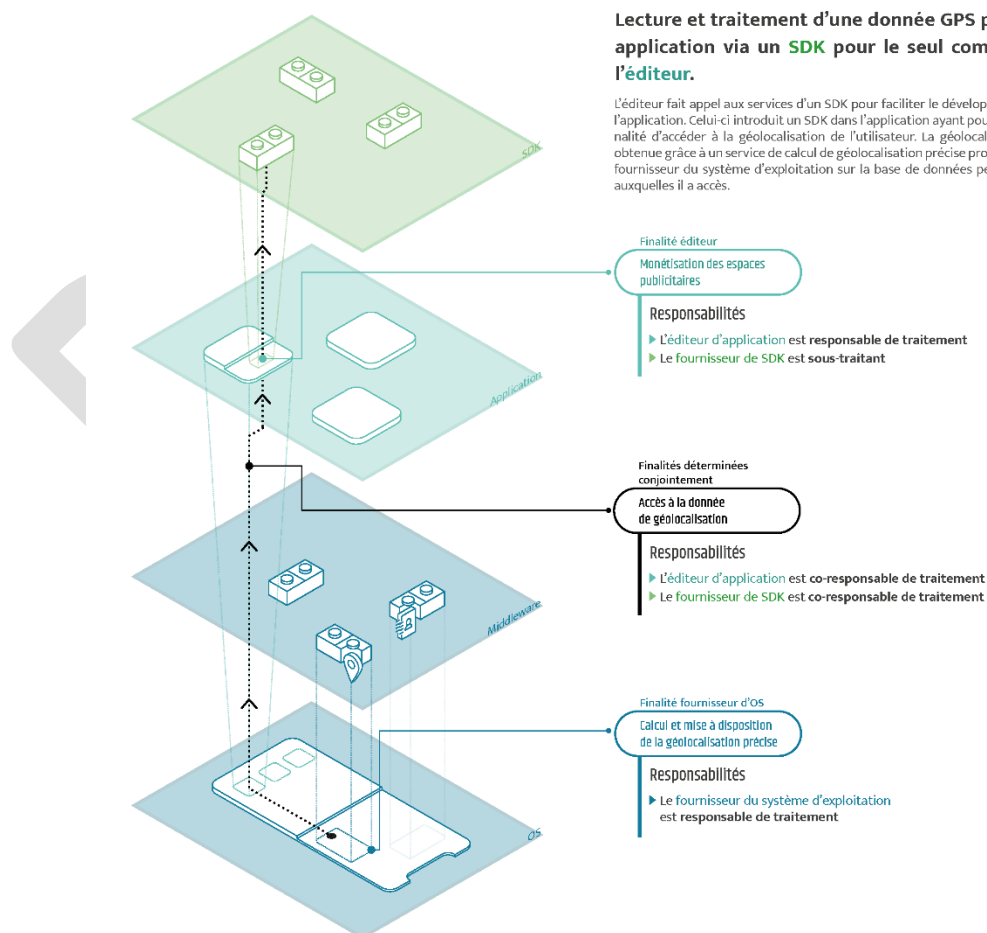 Lecture et traitement d'une donnée GPS p
application via un SDK pour le seul com
l'éditeur.
L'éditeur fait appel aux services d'un SDK pour faciliter le dévelop
l'application. Celui-ci introduit un SDK dans l'application ayant pou
nalité d'accéder à la géolocalisation de l'utilisateur. La géolocal
obtenue grâce à un service de calcul de géolocalisation précise pro
fournisseur du système d'exploitation sur la base de données pe
auxquelles il a accès.
SDK
Finalité éditeur
Monétisation des espaces
publicitaires
Responsabilités
L'éditeur d'application est responsable de traitement
Le fournisseur de SDK est sous-traitant
Application
Finalités déterminées
conjointement
Accès à la donnée
de géolocalisation
Responsabilités
L'éditeur d'application est co-responsable de traitement
Le fournisseur de SDK est co-responsable de traitement
Middleware
Finalité fournisseur d'OS
Calcul et mise à disposition
de la géolocalisation précise
Responsabilités
Le fournisseur du système d'exploitation
est responsable de traitement
OS